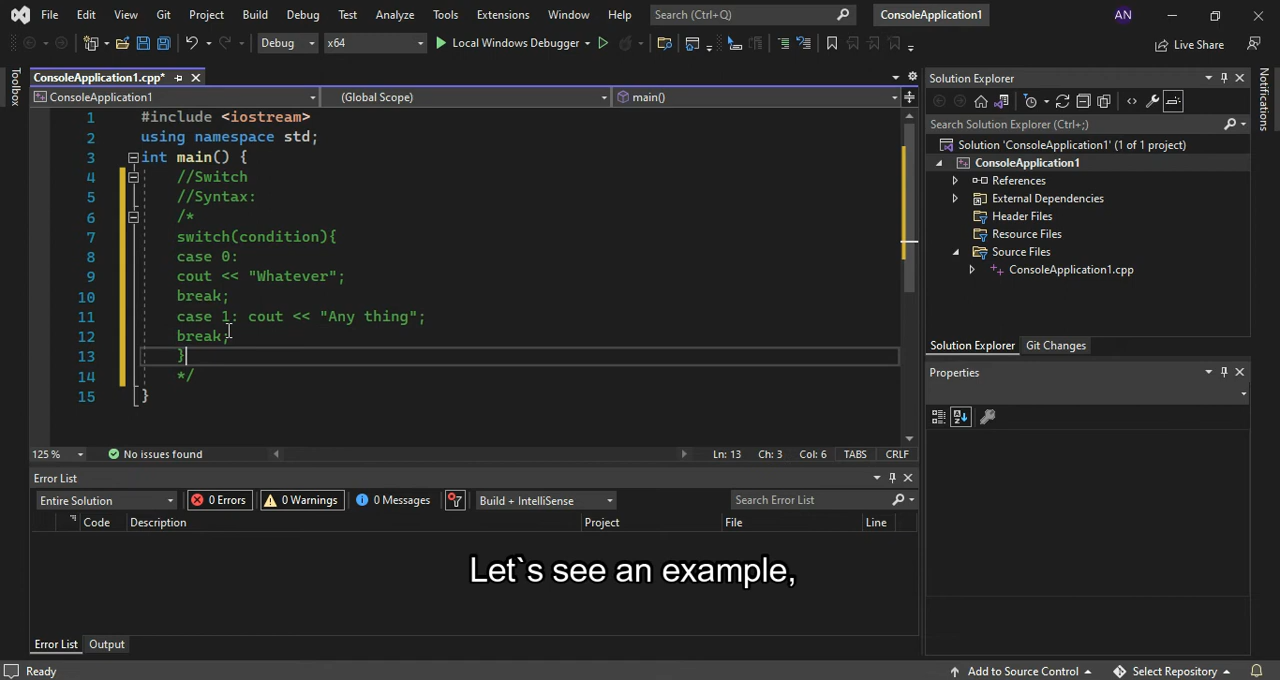 File Edit View Git Project Build Debug Test Analyze Tools Extensions Window Help Search (Ctrl+Q) ConsoleApplication1 AN
Debug x64 Local Windows Debugger Live Share
Toolbox
ConsoleApplication1.cpp*
ConsoleApplication1 (Global Scope) main()
1 #include <iostream>
2 using namespace std;
3 int main() {
4 //Switch
5 //Syntax:
6 /*
7 switch(condition){
8 case 0:
9 cout << "Whatever";
10 break;
11 case 1: cout << "Any thing";
12 break;
13 }
14 */
15 }
125 % No issues found Ln: 13 Ch: 3 Col: 6 TABS CRLF
Error List
Entire Solution 0 Errors 0 Warnings 0 Messages Build + IntelliSense Search Error List
Code Description Project File Line
Let`s see an example,
Error List Output
Solution Explorer
Search Solution Explorer (Ctrl+;)
Solution 'ConsoleApplication1' (1 of 1 project)
ConsoleApplication1
References
External Dependencies
Header Files
Resource Files
Source Files
ConsoleApplication1.cpp
Solution Explorer Git Changes
Properties
Notifications
Ready Add to Source Control Select Repository